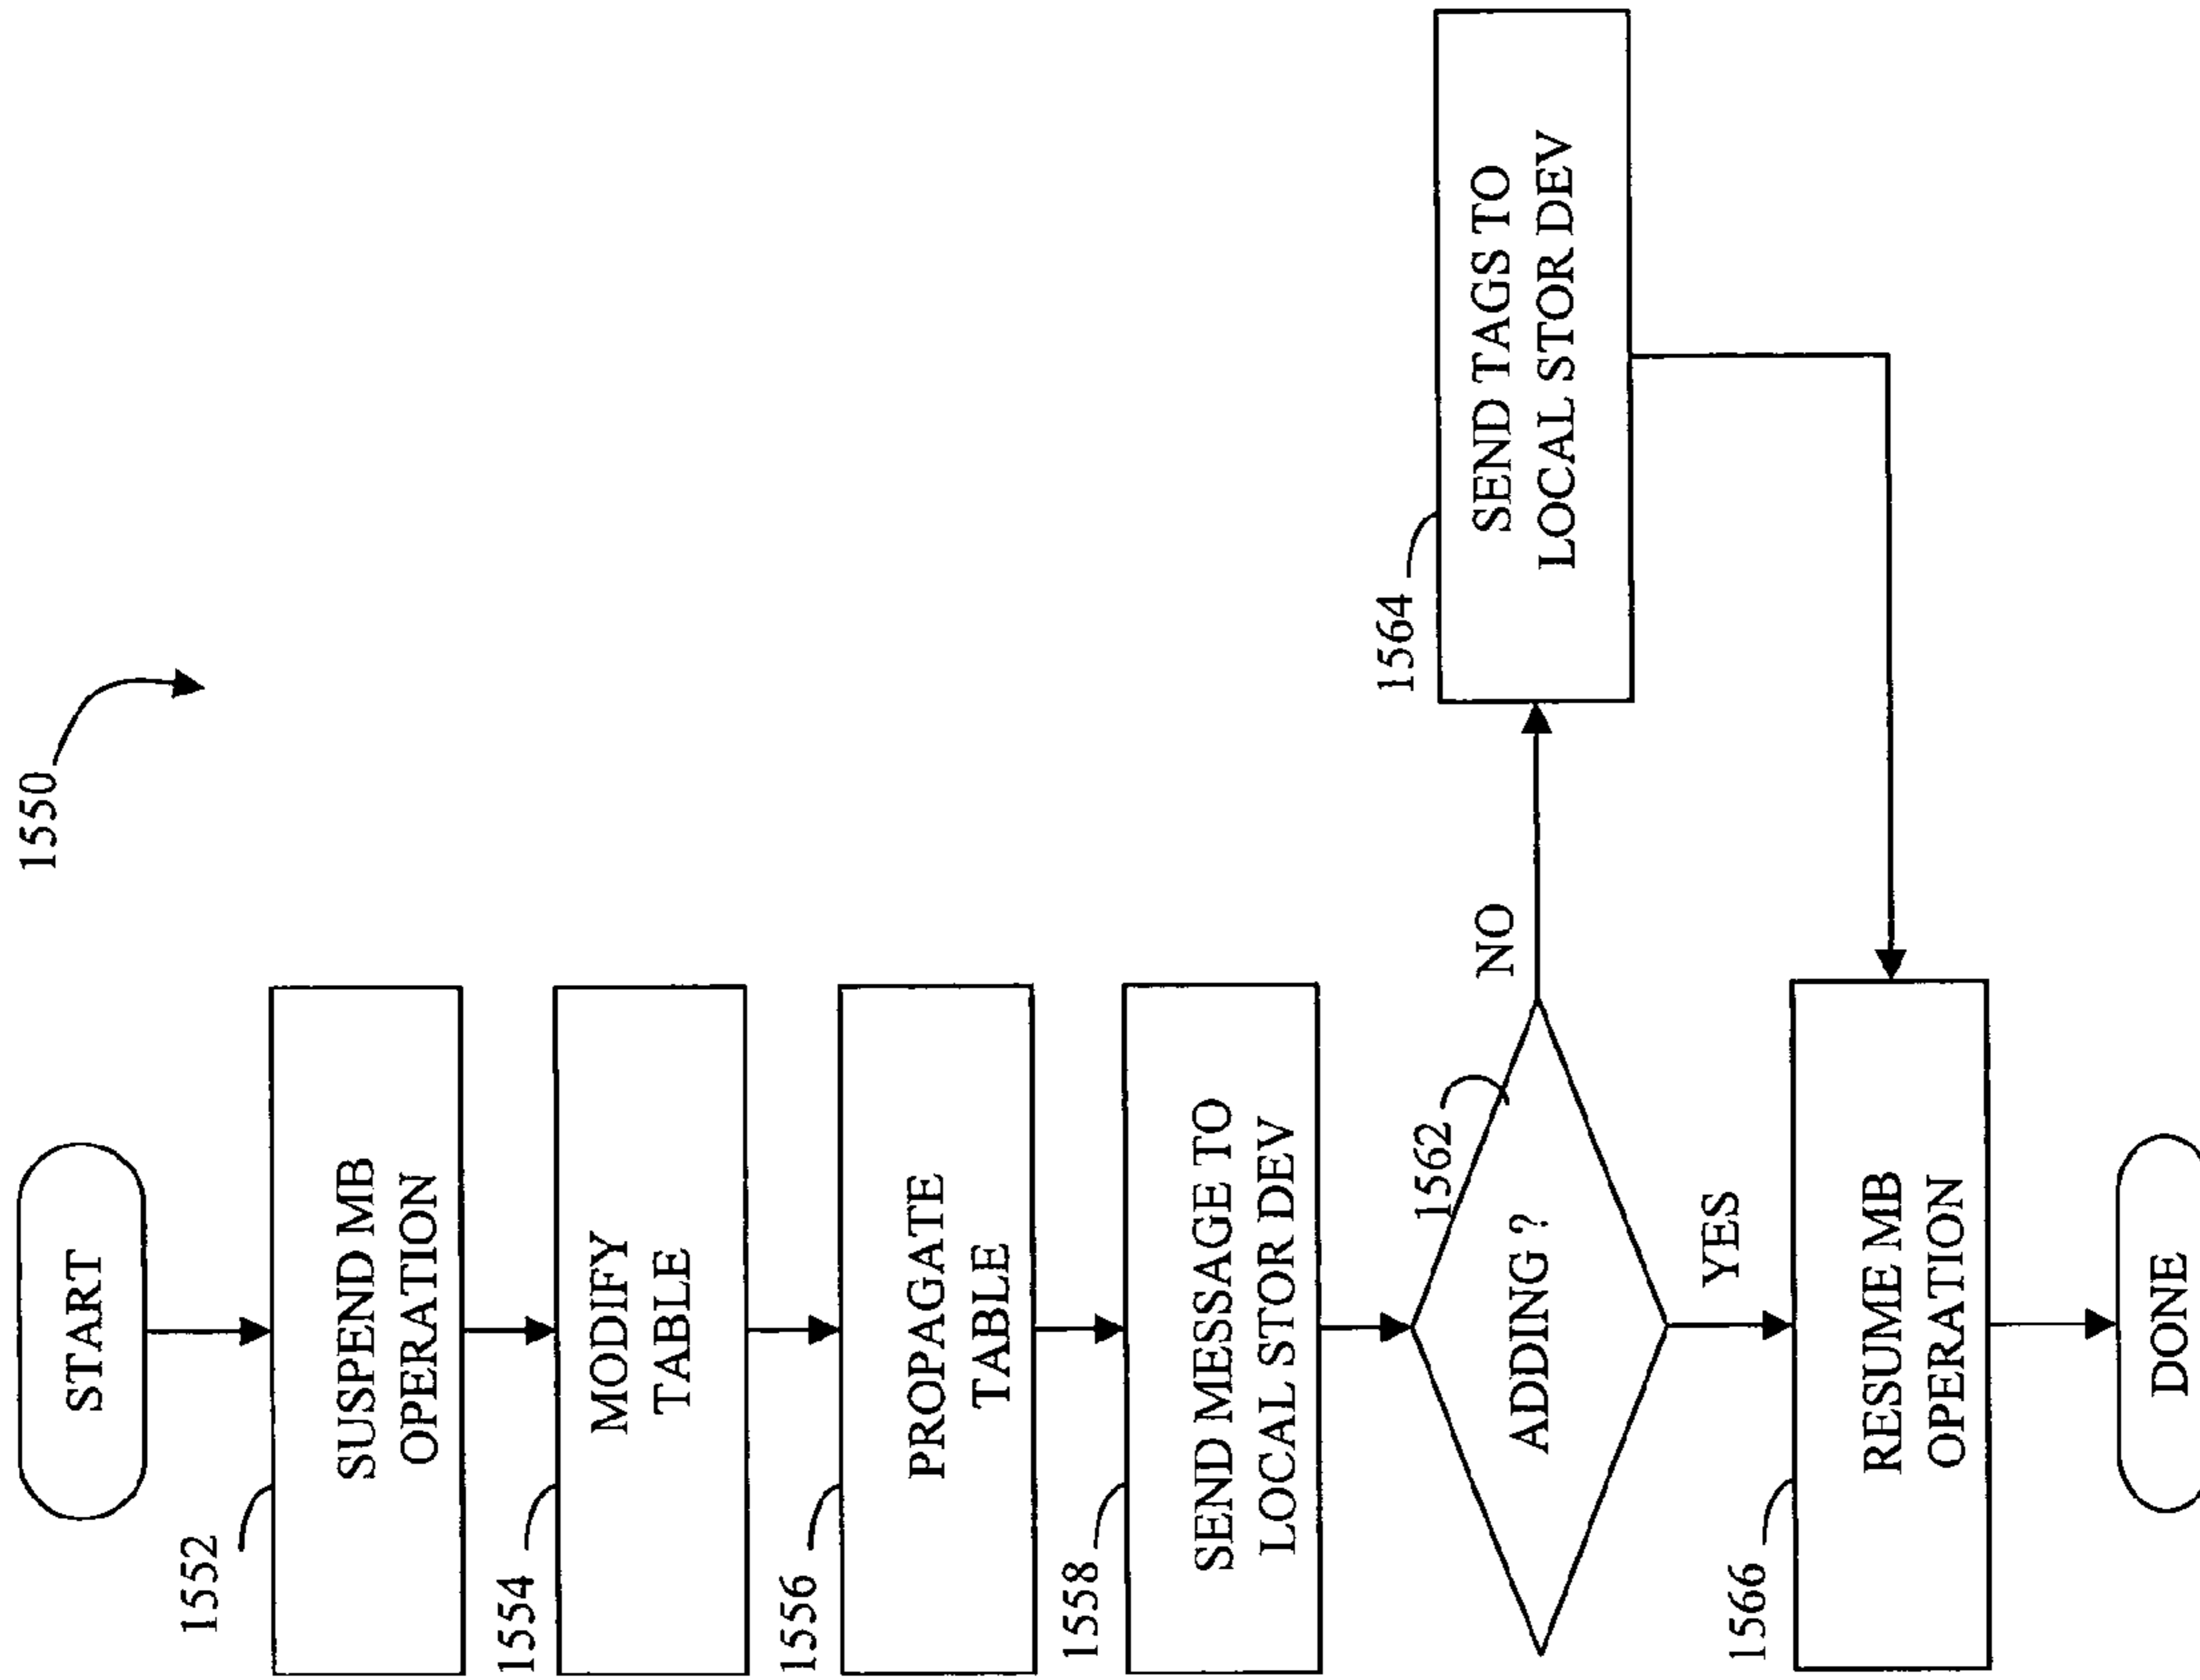 1550
START
1552
SUSPEND MB
OPERATION
1554
MODIFY
TABLE
1556
PROPAGATE
TABLE
1558
SEND MESSAGE TO
LOCAL STOR DEV
1562
ADDING ?
NO
1564
SEND TAGS TO
LOCAL STOR DEV
YES
1566
RESUME MB
OPERATION
DONE